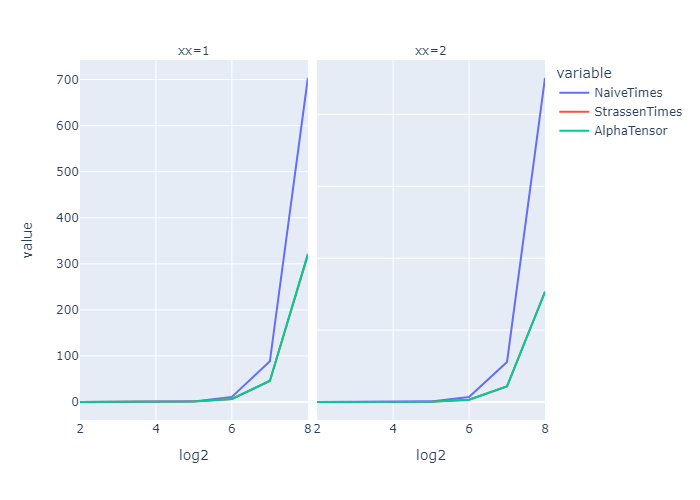 xx=1
xx=2
variable
NaiveTimes
StrassenTimes
AlphaTensor
value
700
600
500
400
300
200
100
0
2
4
6
8
2
4
6
8
log2
log2